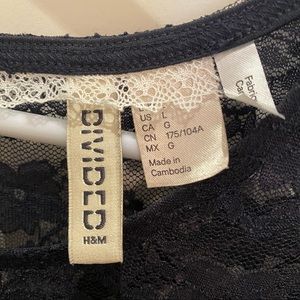 DIVIDED
H&M
US L
CA G
CN 175/104A
MX G
Made in
Cambodia